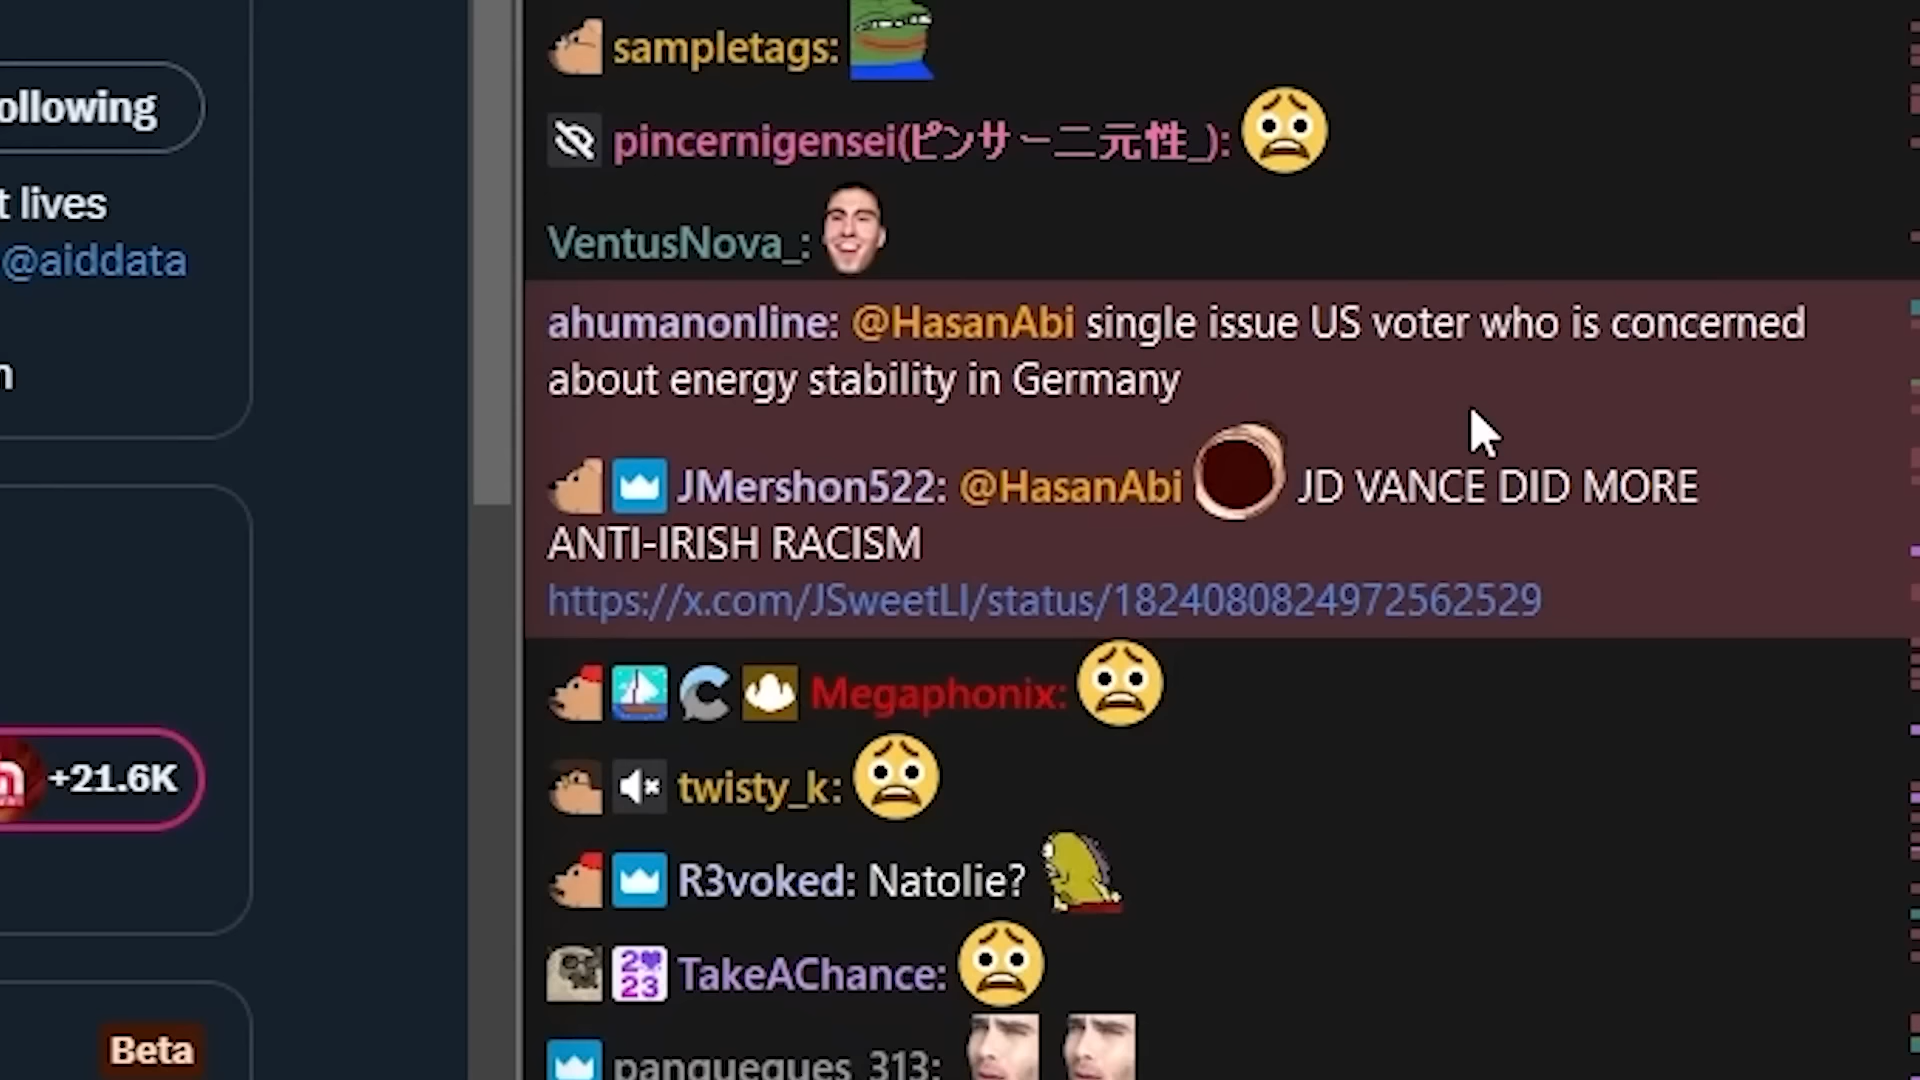 ollowing
t lives
@aiddata
n
+21.6K
Beta
sampletags:
pincernigensei(ピンサー二元性_):
VentusNova_:
ahumanonline: @HasanAbi single issue US voter who is concerned
about energy stability in Germany
JMershon522: @HasanAbi JD VANCE DID MORE
ANTI-IRISH RACISM
https://x.com/JSweetLI/status/1824080824972562529
Megaphonix:
twisty_k:
R3voked: Natolie?
2023 TakeAChance:
panqueques_313: